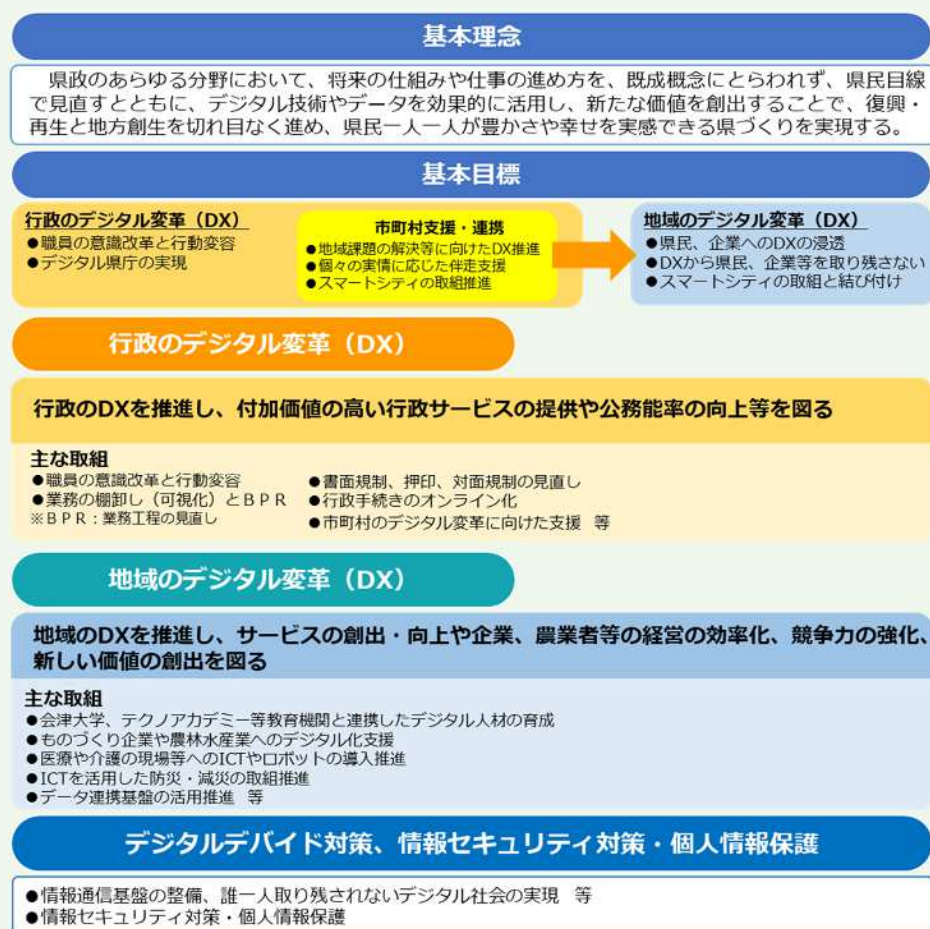 基本理念
県政のあらゆる分野において、将来の仕組みや仕事の進め方を、既成概念にとらわれず、県民目線
で見直すとともに、デジタル技術やデータを効果的に活用し、新たな価値を創出することで、復興・
再生と地方創生を切れ目なく進め、県民一人一人が豊かさや幸せを実感できる県づくりを実現する。
基本目標
行政のデジタル変革（DX）
●職員の意識改革と行動変容
●デジタル県庁の実現
市町村支援・連携
●地域課題の解決等に向けたDX推進
●個々の実情に応じた伴走支援
●スマートシティの取組推進
地域のデジタル変革（DX）
●県民、企業へのDXの浸透
●DXから県民、企業等を取り残さない
●スマートシティの取組と結び付け
行政のデジタル変革（DX）
行政のDXを推進し、付加価値の高い行政サービスの提供や公務能率の向上等を図る
主な取組
●職員の意識改革と行動変容
●業務の棚卸し（可視化）とＢＰＲ
※ＢＰＲ：業務工程の見直し
●書面規制、押印、対面規制の見直し
●行政手続きのオンライン化
●市町村のデジタル変革に向けた支援　等
地域のデジタル変革（DX）
地域のDXを推進し、サービスの創出・向上や企業、農業者等の経営の効率化、競争力の強化、
新しい価値の創出を図る
主な取組
●会津大学、テクノアカデミー等教育機関と連携したデジタル人材の育成
●ものづくり企業や農林水産業へのデジタル化支援
●医療や介護の現場等へのICTやロボットの導入推進
●ICTを活用した防災・減災の取組推進
●データ連携基盤の活用推進　等
デジタルデバイド対策、情報セキュリティ対策・個人情報保護
●情報通信基盤の整備、誰一人取り残されないデジタル社会の実現　等
●情報セキュリティ対策・個人情報保護